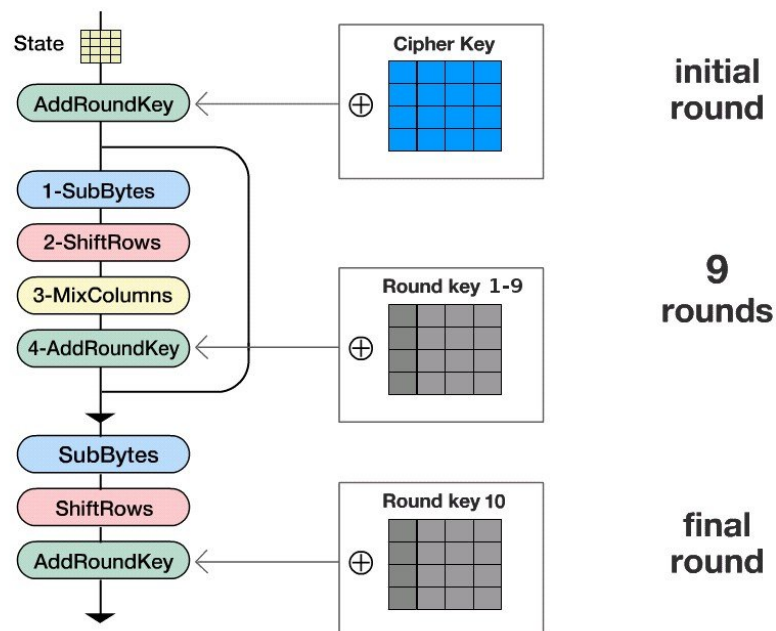 State
Cipher Key
initial
round
AddRoundKey
1-SubBytes
2-ShiftRows
3-MixColumns
4-AddRoundKey
Round key 1-9
9
rounds
SubBytes
ShiftRows
AddRoundKey
Round key 10
final
round